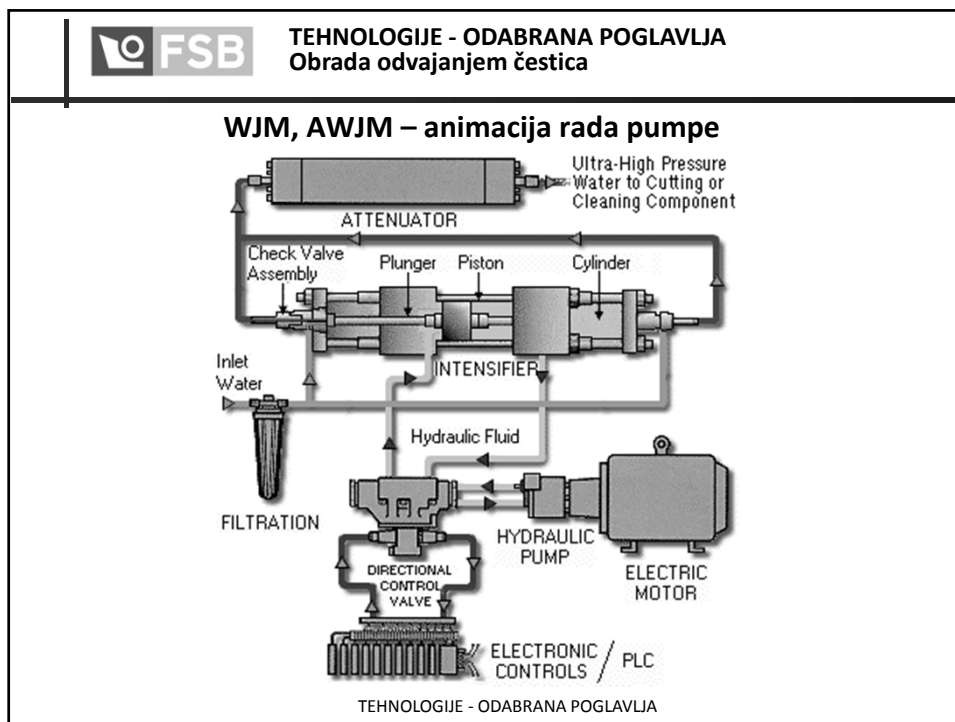 FSB
TEHNOLOGIJE - ODABRANA POGLAVLJA
Obrada odvajanjem čestica
WJM, AWJM – animacija rada pumpe
Ultra-High Pressure
Water to Cutting or
Cleaning Component
ATTENUATOR
Check Valve
Assembly
Plunger
Piston
Cylinder
INTENSIFIER
Inlet
Water
Hydraulic Fluid
FILTRATION
HYDRAULIC
PUMP
ELECTRIC
MOTOR
DIRECTIONAL
CONTROL
VALVE
ELECTRONIC
CONTROLS / PLC
TEHNOLOGIJE - ODABRANA POGLAVLJA